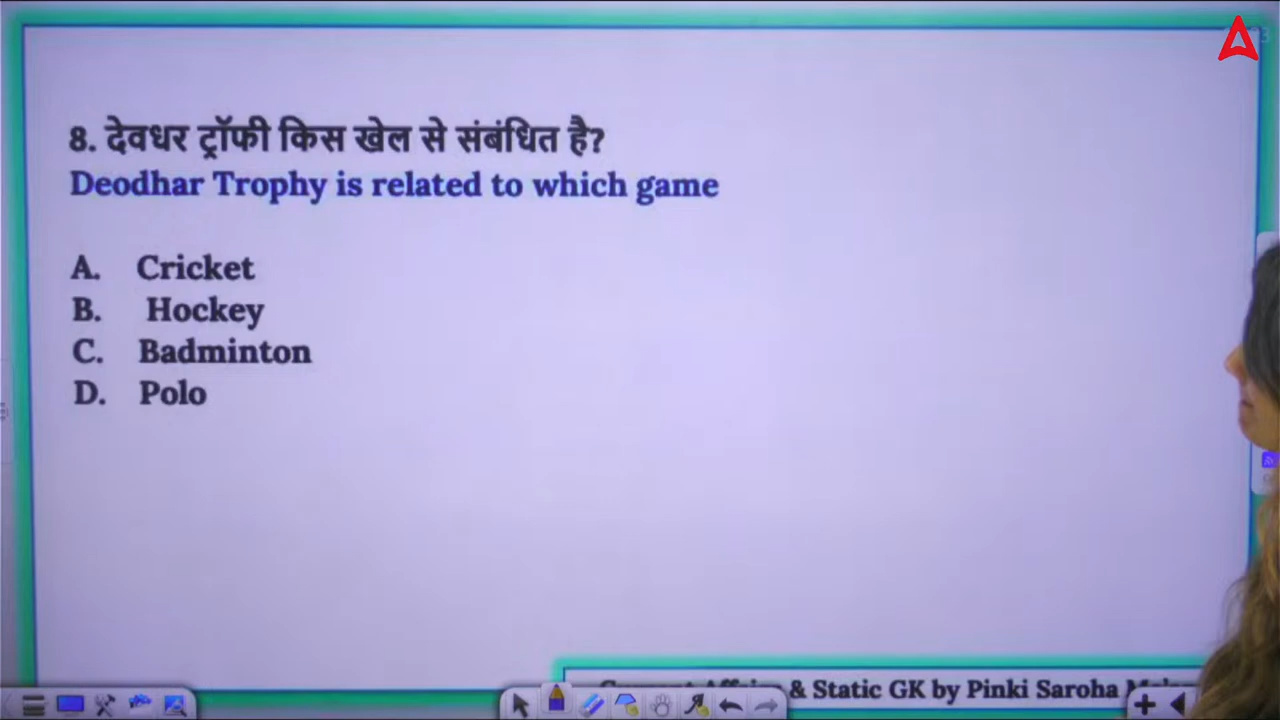 8. देवधर ट्रॉफी किस खेल से संबंधित है?
Deodhar Trophy is related to which game
A. Cricket
B. Hockey
C. Badminton
D. Polo
& Static GK by Pinki Saroha